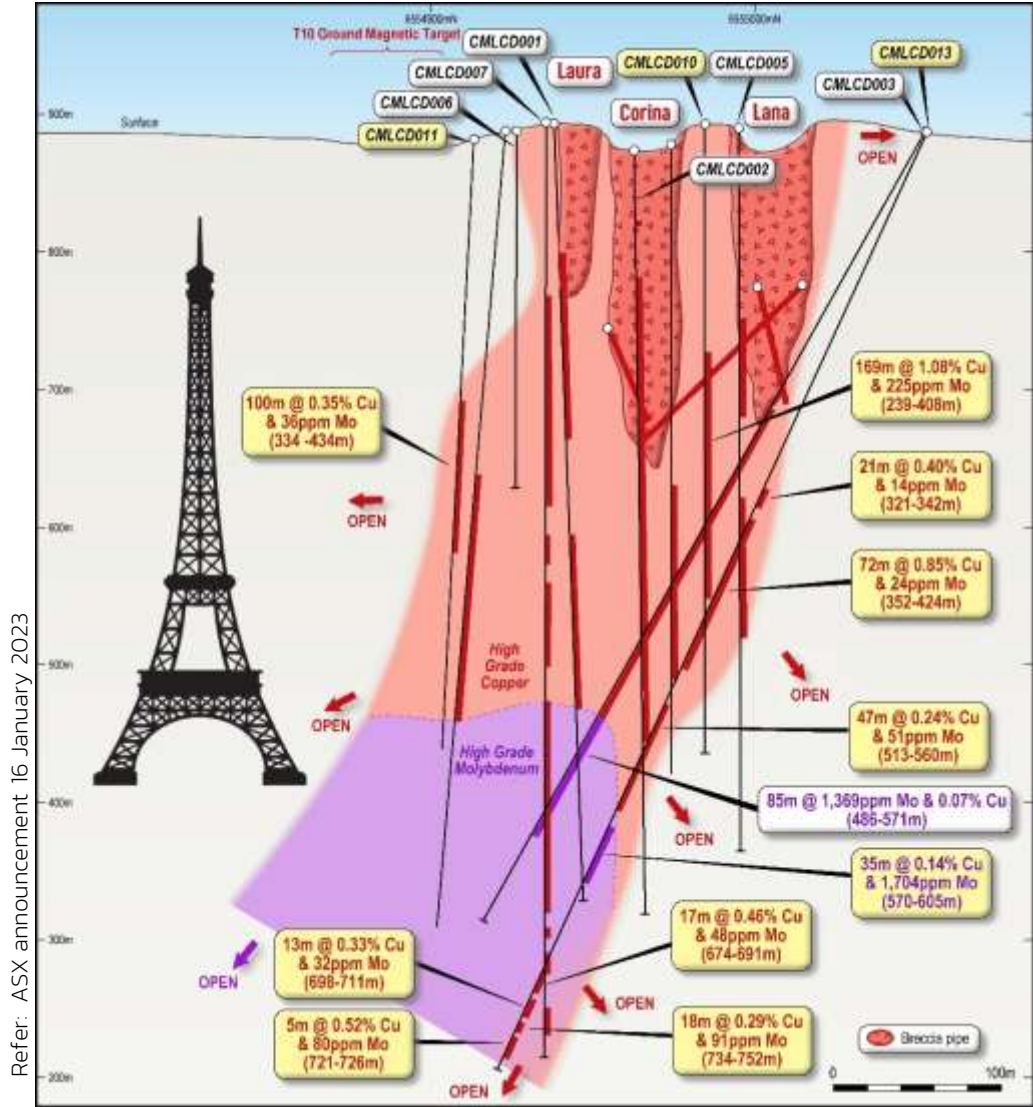 6554900mN
6555000mN
T10 Ground Magnetic Target
CMLCD001
CMLCD013
CMLCD007
Laura
CMLCD010
CMLCD005
CMLCD003
CMLCD006
Corina
Lana
CMLCD011
Surface
900m
OPEN
CMLCD002
800m
700m
169m @ 1.08% Cu
& 225ppm Mo
(239-408m)
100m @ 0.35% Cu
& 36ppm Mo
(334 -434m)
21m @ 0.40% Cu
& 14ppm Mo
(321-342m)
OPEN
600m
72m @ 0.85% Cu
& 24ppm Mo
(352-424m)
High
Grade
Copper
500m
OPEN
OPEN
47m @ 0.24% Cu
& 51ppm Mo
(513-560m)
High Grade
Molybdenum
400m
85m @ 1,369ppm Mo & 0.07% Cu
(486-571m)
OPEN
35m @ 0.14% Cu
& 1,704ppm Mo
(570-605m)
17m @ 0.46% Cu
& 48ppm Mo
(674-691m)
300m
13m @ 0.33% Cu
& 32ppm Mo
(698-711m)
OPEN
OPEN
5m @ 0.52% Cu
& 80ppm Mo
(721-726m)
18m @ 0.29% Cu
& 91ppm Mo
(734-752m)
Breccia pipe
200m
OPEN
0
100m
Refer: ASX announcement 16 January 2023